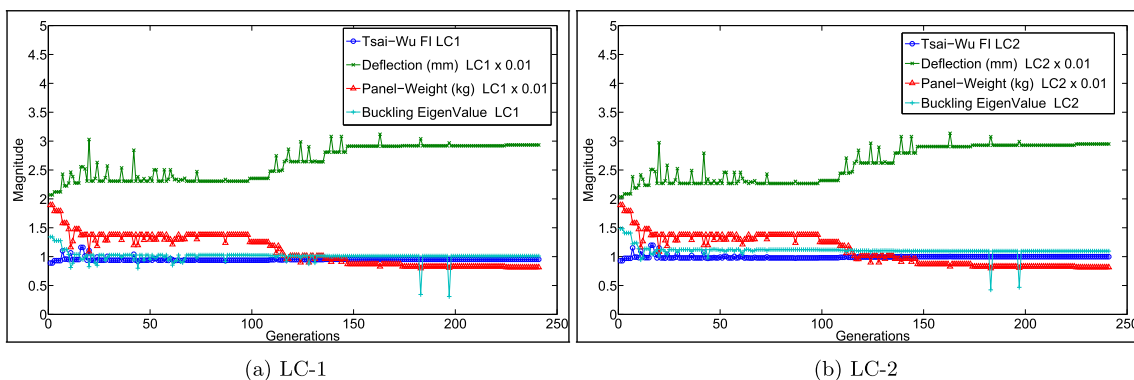 5
4.5
4
3.5
3
2.5
2
1.5
1
0.5
0
Magnitude
0 50 100 150 200 250
Generations
Tsai−Wu FI LC1
Deflection (mm) LC1 x 0.01
Panel−Weight (kg) LC1 x 0.01
Buckling EigenValue LC1
(a) LC-1
5
4.5
4
3.5
3
2.5
2
1.5
1
0.5
0
Magnitude
0 50 100 150 200 250
Generations
Tsai−Wu FI LC2
Deflection (mm) LC2 x 0.01
Panel−Weight (kg) LC2 x 0.01
Buckling EigenValue LC2
(b) LC-2